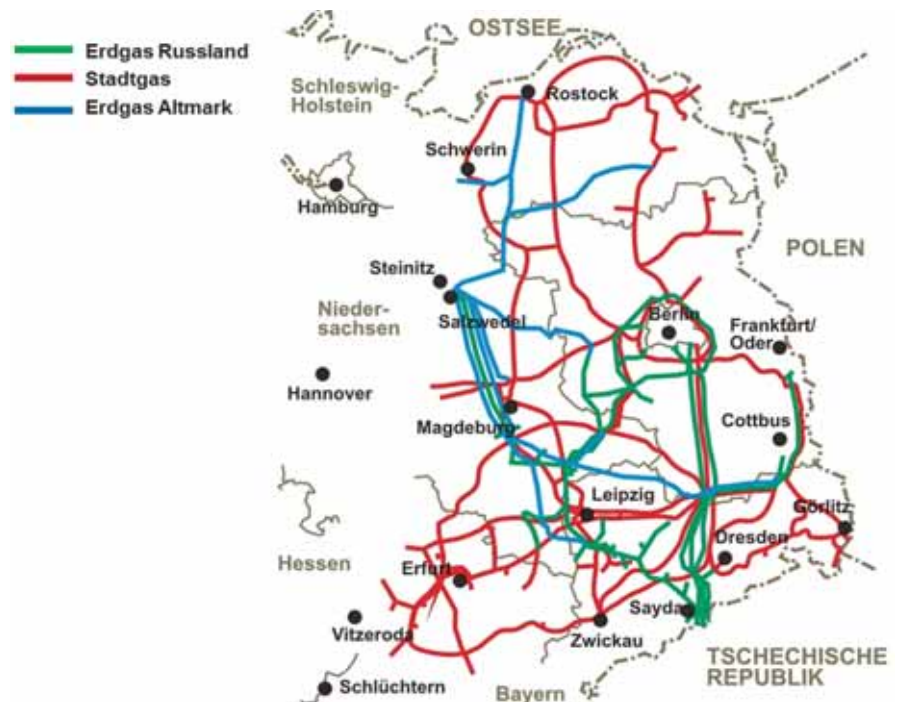 OSTSEE
Erdgas Russland
Stadtgas
Erdgas Altmark
Schleswig-
Holstein
Rostock
Schwerin
Hamburg
POLEN
Steinitz
Nieder-
sachsen
Salzwedel
Berlin
Frankfurt/
Oder
Hannover
Magdeburg
Cottbus
Leipzig
Görlitz
Dresden
Hessen
Erfurt
Sayda
Vitzeroda
Zwickau
TSCHECHISCHE
REPUBLIK
Schlüchtern
Bayern